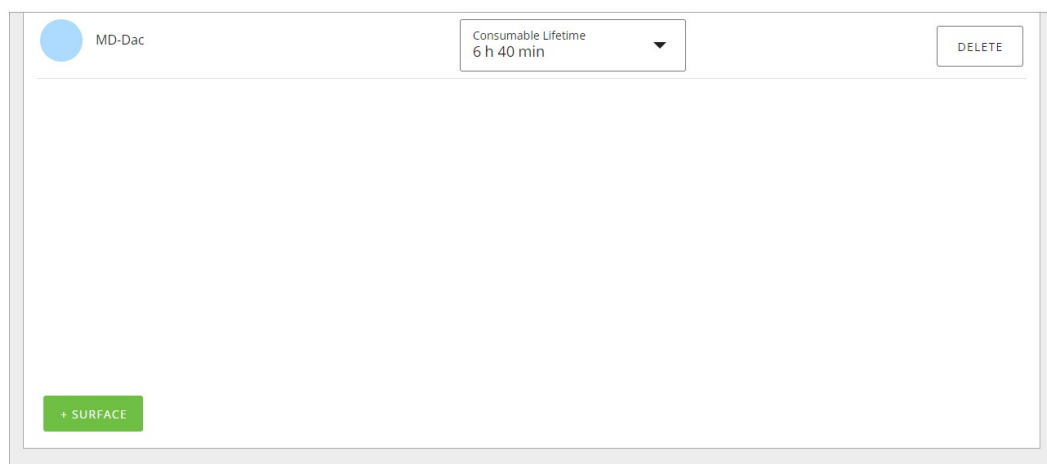 MD-Dac
Consumable Lifetime
6 h 40 min
DELETE
+ SURFACE